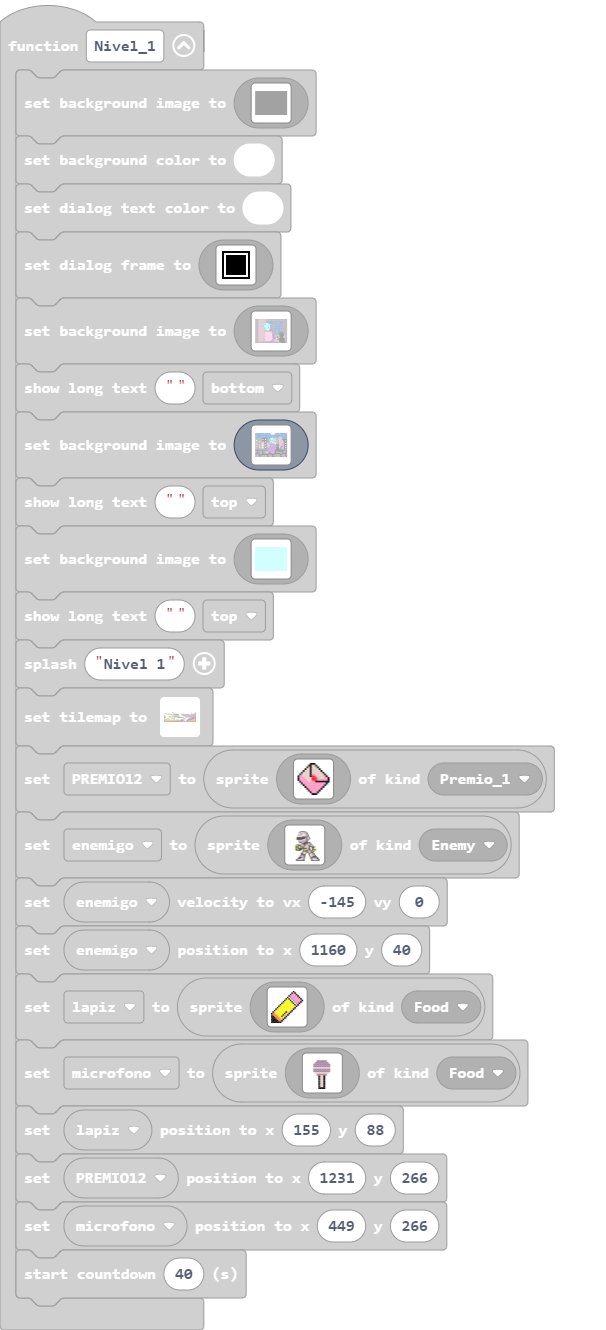 function Nivel_1
set background image to
set background color to
set dialog text color to
set dialog frame to
set background image to
show long text " " bottom
set background image to
show long text " " top
set background image to
show long text " " top
splash "Nivel 1"
set tilemap to
set PREMIO12 to sprite of kind Premio_1
set enemigo to sprite of kind Enemy
set enemigo velocity to vx -145 vy 0
set enemigo position to x 1160 y 40
set lapiz to sprite of kind Food
set microfono to sprite of kind Food
set lapiz position to x 155 y 88
set PREMIO12 position to x 1231 y 266
set microfono position to x 449 y 266
start countdown 40 (s)